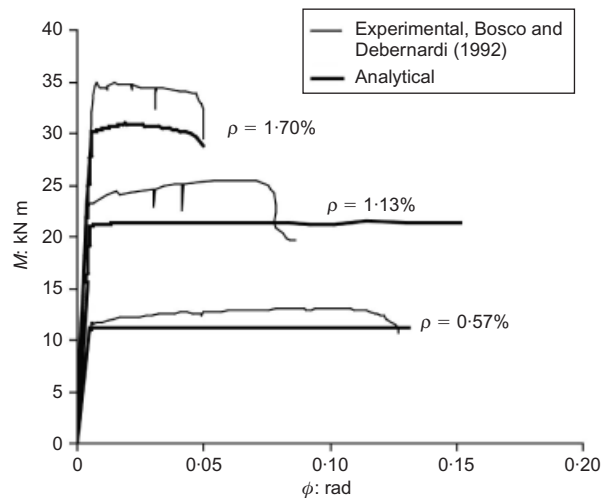 Experimental, Bosco and
Debernardi (1992)
Analytical
M: kN m
40
35
30
25
20
15
10
5
0
ρ = 1·70%
ρ = 1·13%
ρ = 0·57%
0
0·05
0·10
0·15
0·20
ϕ: rad